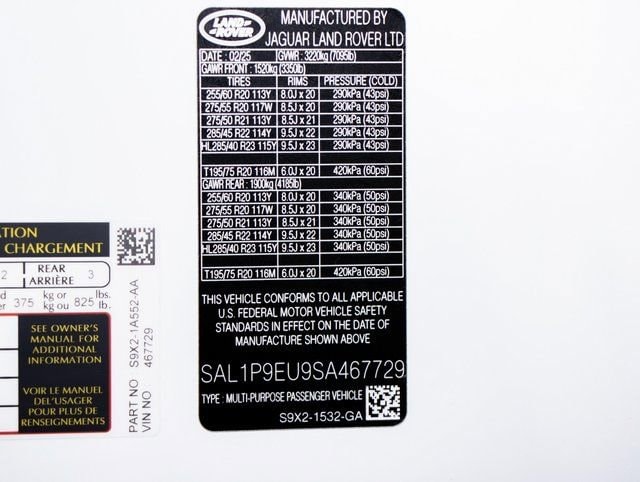 LAND
ROVER
MANUFACTURED BY
JAGUAR LAND ROVER LTD
DATE : 02/25 GVWR : 3220kg (7095lb)
GAWR FRONT : 1520kg (3350lb)
TIRES RIMS PRESSURE (COLD)
255/60 R20 113Y 8.0J x 20 290kPa (43psi)
275/55 R20 117W 8.5J x 20 290kPa (43psi)
275/50 R21 113Y 8.5J x 21 290kPa (43psi)
285/45 R22 114Y 9.5J x 22 290kPa (43psi)
HL285/40 R23 115Y 9.5J x 23 290kPa (43psi)
T195/75 R20 116M 6.0J x 20 420kPa (60psi)
GAWR REAR : 1900kg (4185lb)
255/60 R20 113Y 8.0J x 20 340kPa (50psi)
275/55 R20 117W 8.5J x 20 340kPa (50psi)
275/50 R21 113Y 8.5J x 21 340kPa (50psi)
285/45 R22 114Y 9.5J x 22 340kPa (50psi)
HL285/40 R23 115Y 9.5J x 23 340kPa (50psi)
T195/75 R20 116M 6.0J x 20 420kPa (60psi)
THIS VEHICLE CONFORMS TO ALL APPLICABLE
U.S. FEDERAL MOTOR VEHICLE SAFETY
STANDARDS IN EFFECT ON THE DATE OF
MANUFACTURE SHOWN ABOVE
SAL1P9EU9SA467729
TYPE : MULTI-PURPOSE PASSENGER VEHICLE
S9X2-1532-GA
TION
CHARGEMENT
2 REAR
ARRIÈRE 3
d 375 kg or 825 lbs.
er kg ou lb.
SEE OWNER'S
MANUAL FOR
ADDITIONAL
INFORMATION
VOIR LE MANUEL
DEL'USAGER
POUR PLUS DE
RENSEIGNEMENTS
PART NO S9X2-1A552-AA
VIN NO 467729